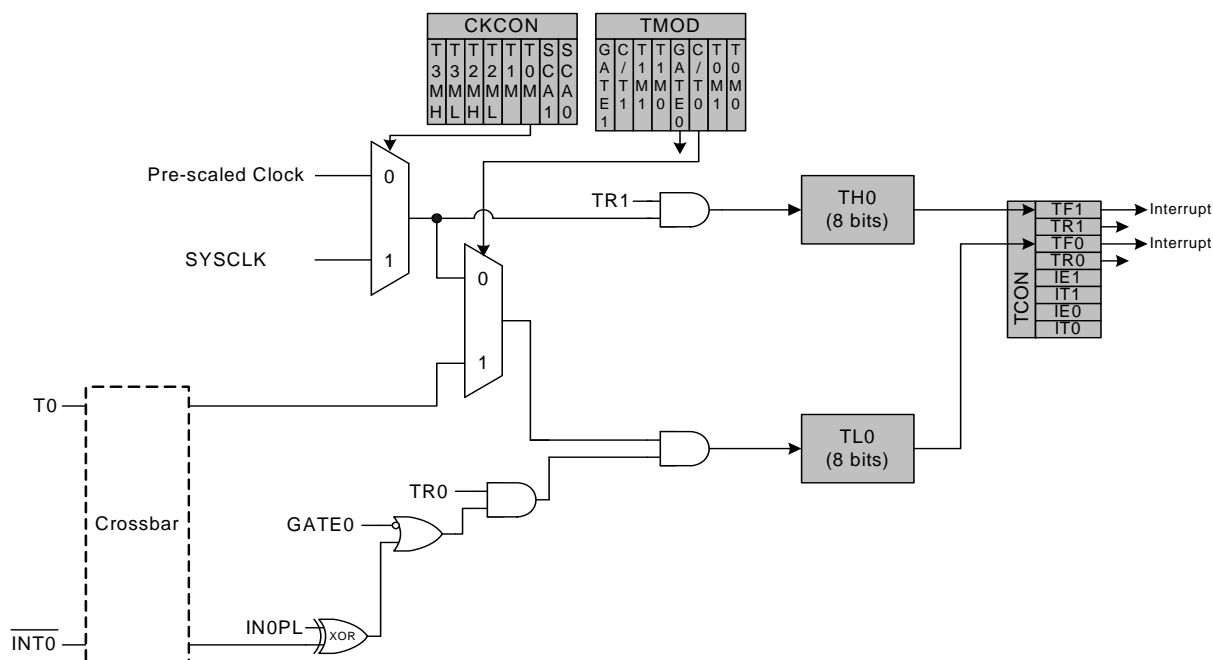 CKCON
T3MH T3ML T2MH T2ML T1M T0M SCA1 SCA0
TMOD
GATE1 C/T1 T1M1 T1M0 GATE0 C/T0 T0M1 T0M0
Pre-scaled Clock
0
SYSCLK
1
TR1
TH0
(8 bits)
0
1
TCON
TF1
TR1
TF0
TR0
IE1
IT1
IE0
IT0
Interrupt
Interrupt
T0
Crossbar
INT0
TR0
GATE0
IN0PL
XOR
TL0
(8 bits)